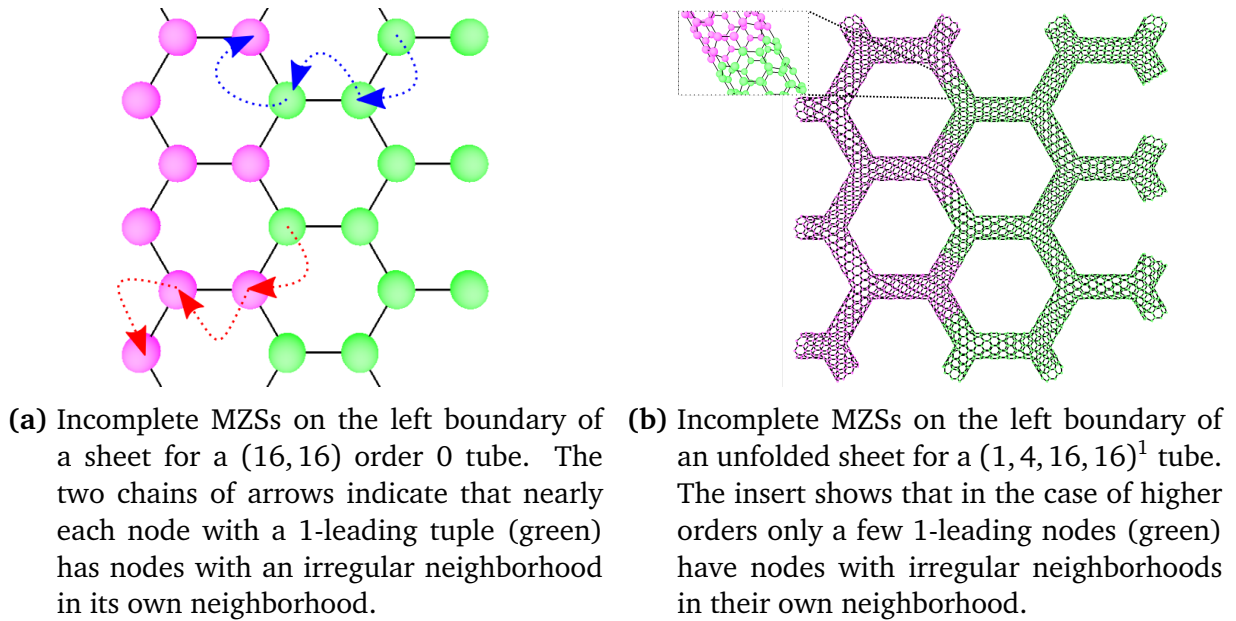 (a) Incomplete MZSs on the left boundary of
a sheet for a (16, 16) order 0 tube. The
two chains of arrows indicate that nearly
each node with a 1-leading tuple (green)
has nodes with an irregular neighborhood
in its own neighborhood.
(b) Incomplete MZSs on the left boundary of
an unfolded sheet for a (1, 4, 16, 16)¹ tube.
The insert shows that in the case of higher
orders only a few 1-leading nodes (green)
have nodes with irregular neighborhoods
in their own neighborhood.